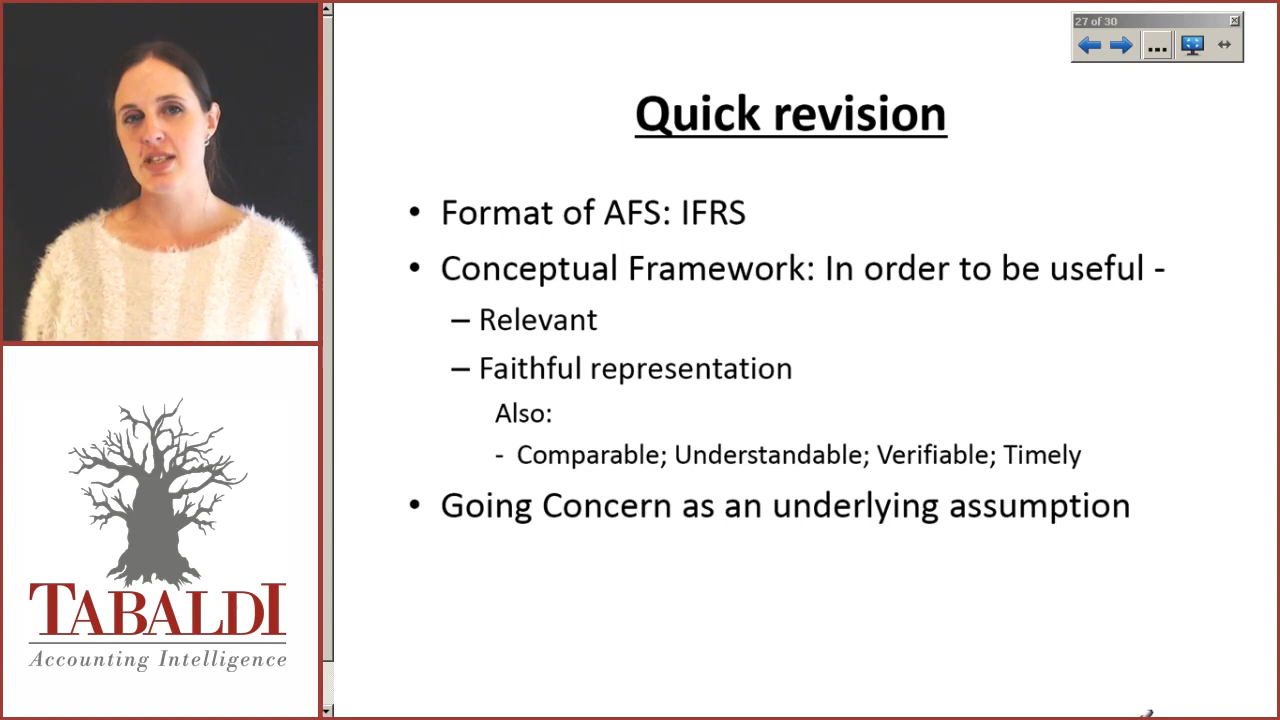 27 of 30
Quick revision
• Format of AFS: IFRS
• Conceptual Framework: In order to be useful -
– Relevant
– Faithful representation
Also:
- Comparable; Understandable; Verifiable; Timely
• Going Concern as an underlying assumption
TABALDI
Accounting Intelligence